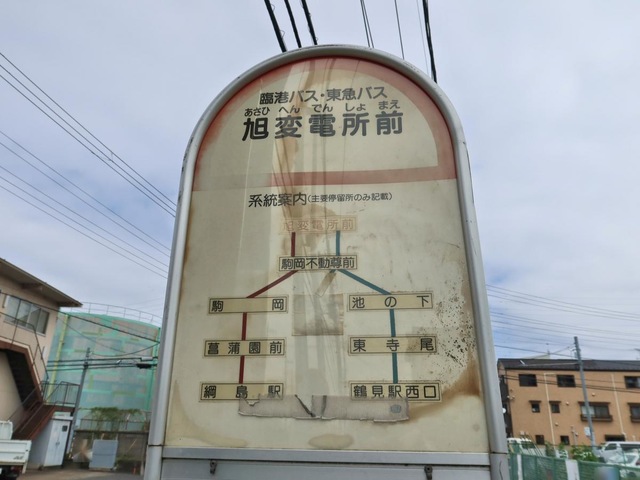 臨港バス・東急バス
あさひ へん でん しょ まえ
旭変電所前
系統案内(主要停留所のみ記載)
旭変電所前
駒岡不動尊前
駒岡 池の下
菖蒲園前 東寺尾
綱島駅 鶴見駅西口